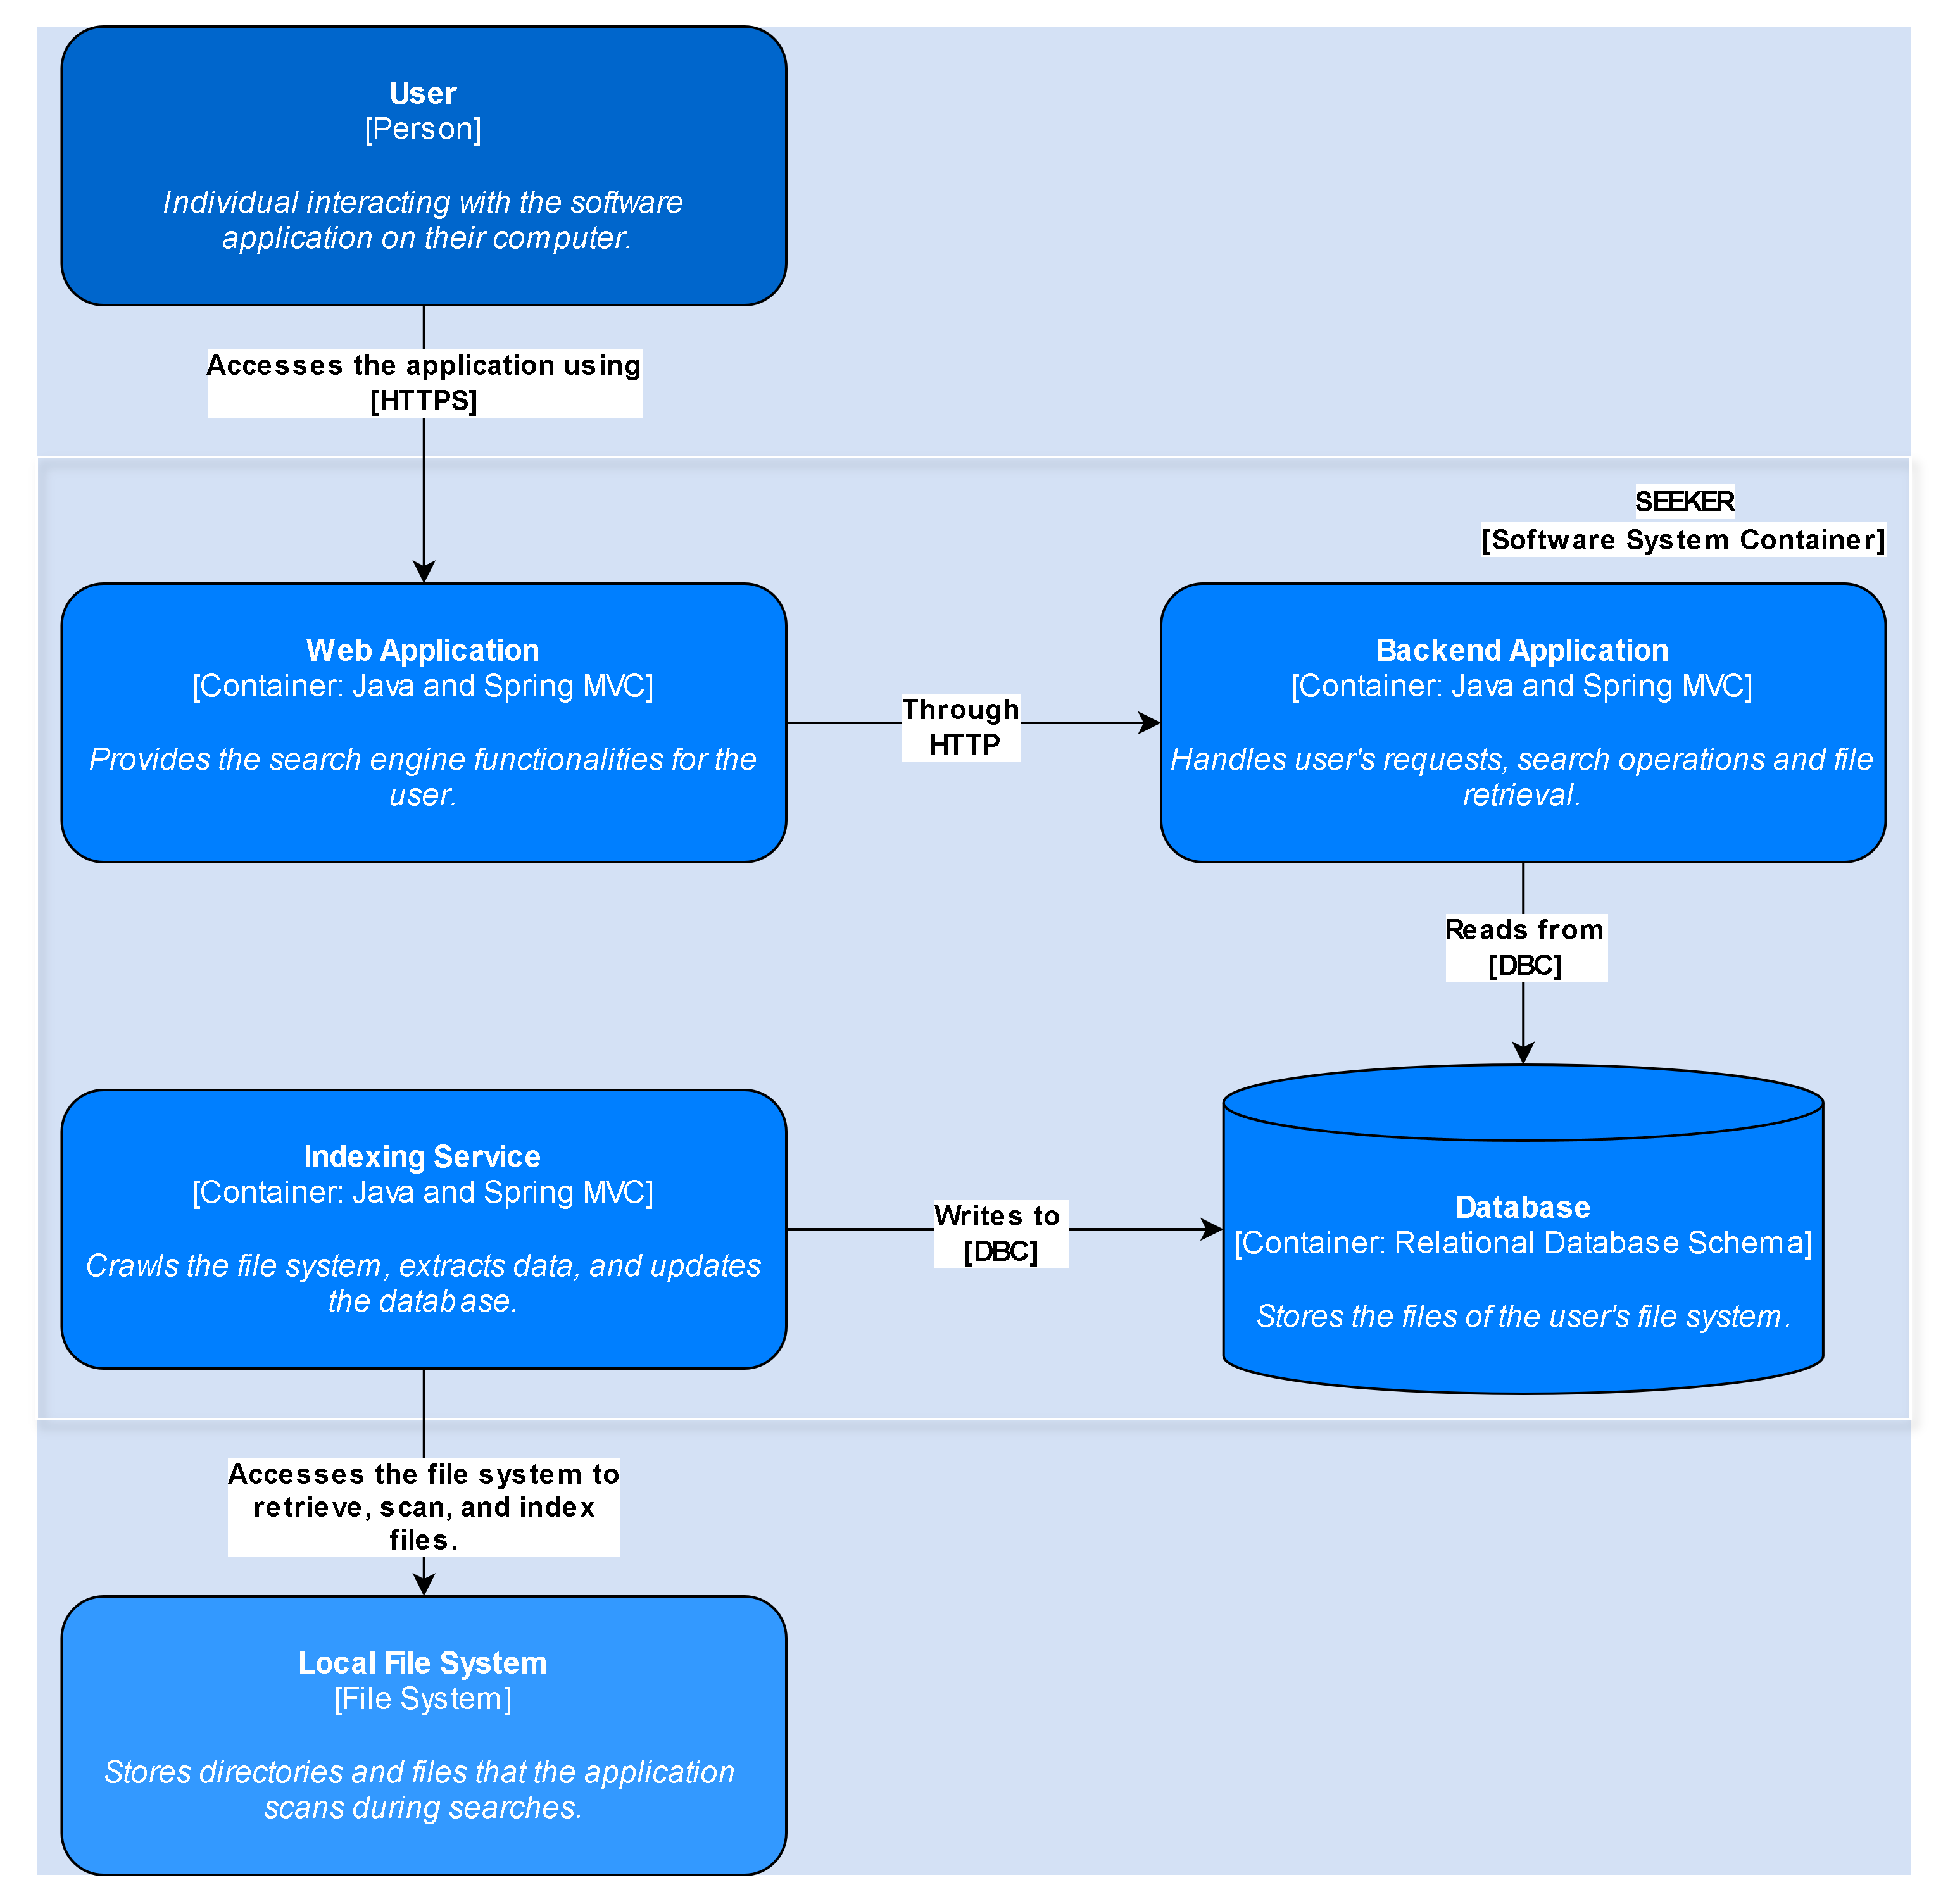 User
[Person]
Individual interacting with the software
application on their computer.
Accesses the application using
[HTTPS]
SEEKER
[Software System Container]
Web Application
[Container: Java and Spring MVC]
Provides the search engine functionalities for the
user.
Through
HTTP
Backend Application
[Container: Java and Spring MVC]
Handles user's requests, search operations and file
retrieval.
Reads from
[DBC]
Indexing Service
[Container: Java and Spring MVC]
Crawls the file system, extracts data, and updates
the database.
Writes to
[DBC]
Database
[Container: Relational Database Schema]
Stores the files of the user's file system.
Accesses the file system to
retrieve, scan, and index
files.
Local File System
[File System]
Stores directories and files that the application
scans during searches.